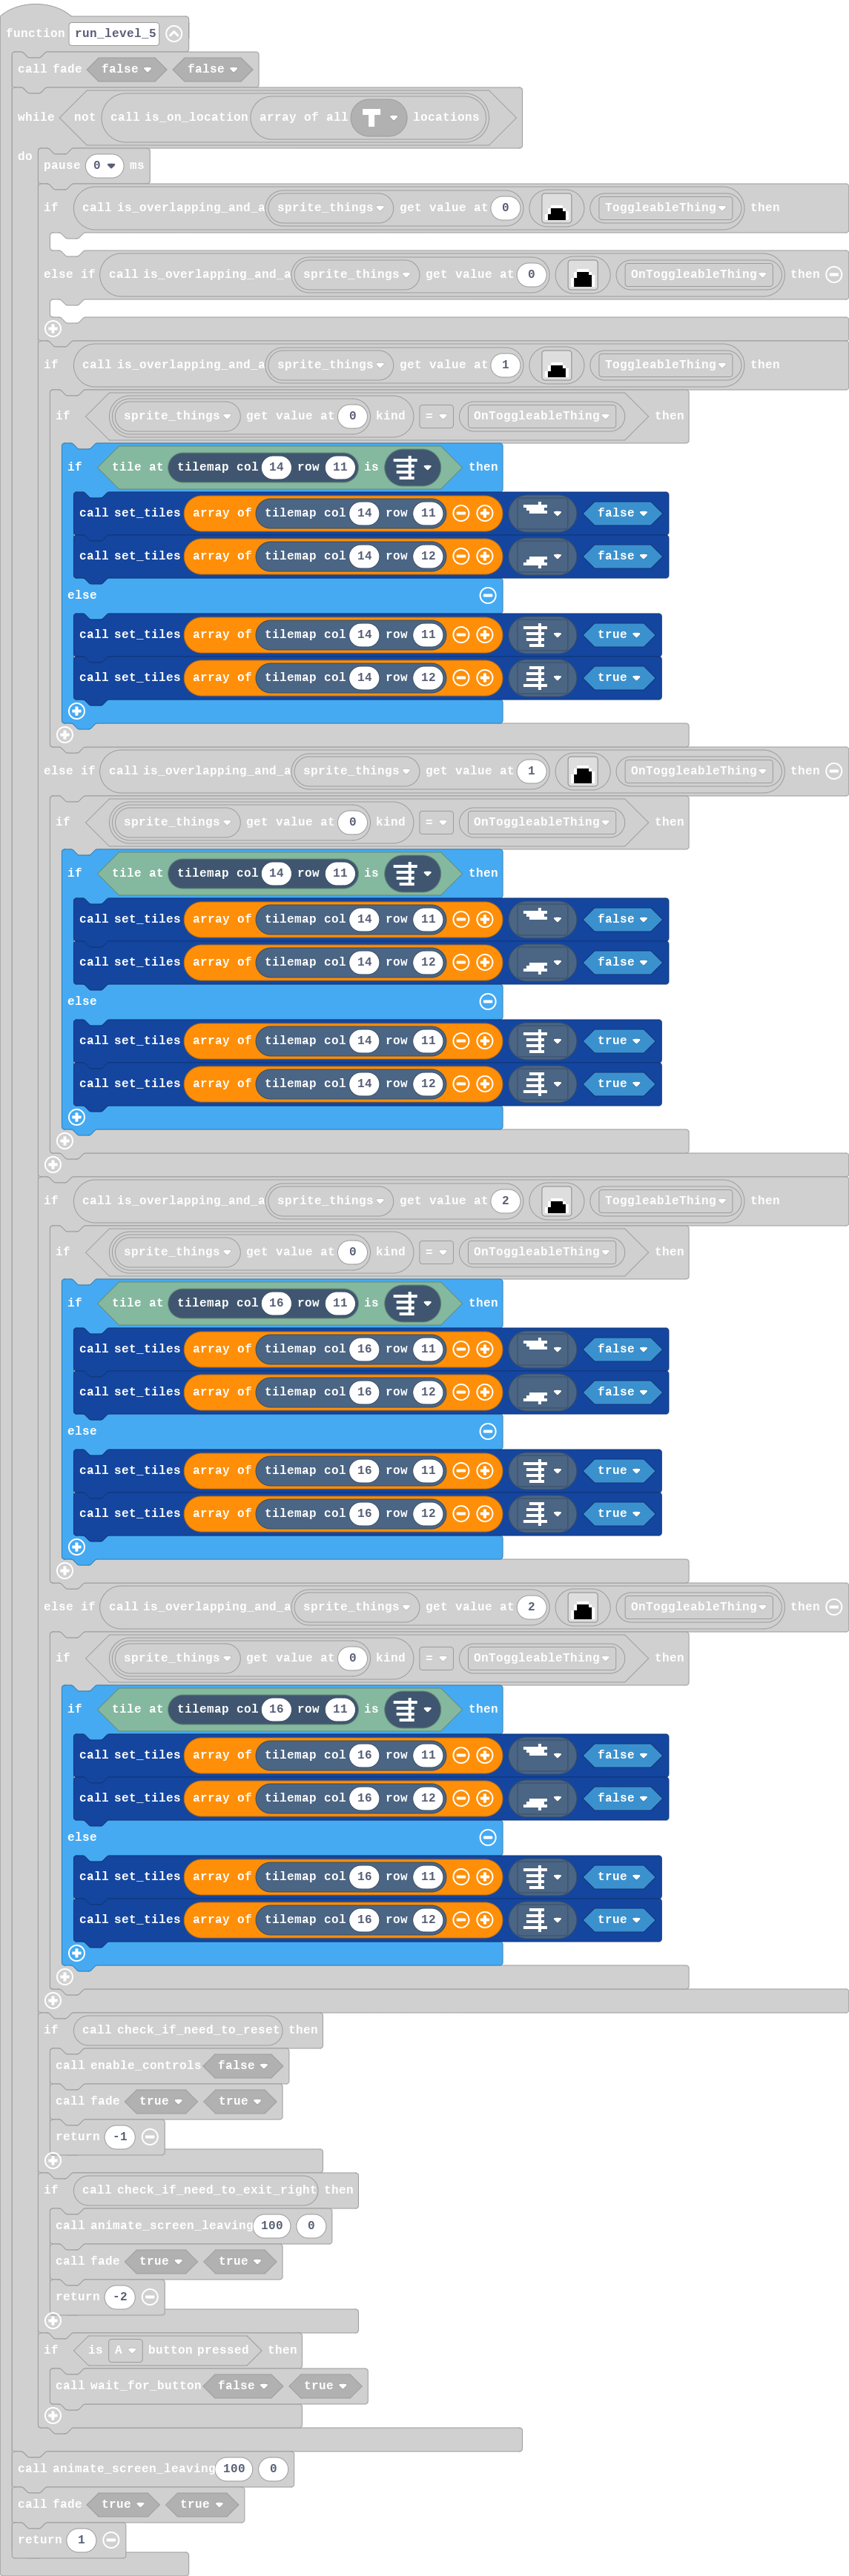 function run_level_5
call fade false false
while not call is_on_location array of all locations
do
pause 0 ms
if call is_overlapping_and_a sprite_things get value at 0 ToggleableThing then
else if call is_overlapping_and_a sprite_things get value at 0 OnToggleableThing then
if call is_overlapping_and_a sprite_things get value at 1 ToggleableThing then
if sprite_things get value at 0 kind = OnToggleableThing then
if tile at tilemap col 14 row 11 is then
call set_tiles array of tilemap col 14 row 11 false
call set_tiles array of tilemap col 14 row 12 false
else
call set_tiles array of tilemap col 14 row 11 true
call set_tiles array of tilemap col 14 row 12 true
else if call is_overlapping_and_a sprite_things get value at 1 OnToggleableThing then
if sprite_things get value at 0 kind = OnToggleableThing then
if tile at tilemap col 14 row 11 is then
call set_tiles array of tilemap col 14 row 11 false
call set_tiles array of tilemap col 14 row 12 false
else
call set_tiles array of tilemap col 14 row 11 true
call set_tiles array of tilemap col 14 row 12 true
if call is_overlapping_and_a sprite_things get value at 2 ToggleableThing then
if sprite_things get value at 0 kind = OnToggleableThing then
if tile at tilemap col 16 row 11 is then
call set_tiles array of tilemap col 16 row 11 false
call set_tiles array of tilemap col 16 row 12 false
else
call set_tiles array of tilemap col 16 row 11 true
call set_tiles array of tilemap col 16 row 12 true
else if call is_overlapping_and_a sprite_things get value at 2 OnToggleableThing then
if sprite_things get value at 0 kind = OnToggleableThing then
if tile at tilemap col 16 row 11 is then
call set_tiles array of tilemap col 16 row 11 false
call set_tiles array of tilemap col 16 row 12 false
else
call set_tiles array of tilemap col 16 row 11 true
call set_tiles array of tilemap col 16 row 12 true
if call check_if_need_to_reset then
call enable_controls false
call fade true true
return -1
if call check_if_need_to_exit_right then
call animate_screen_leaving 100 0
call fade true true
return -2
if is A button pressed then
call wait_for_button false true
call animate_screen_leaving 100 0
call fade true true
return 1